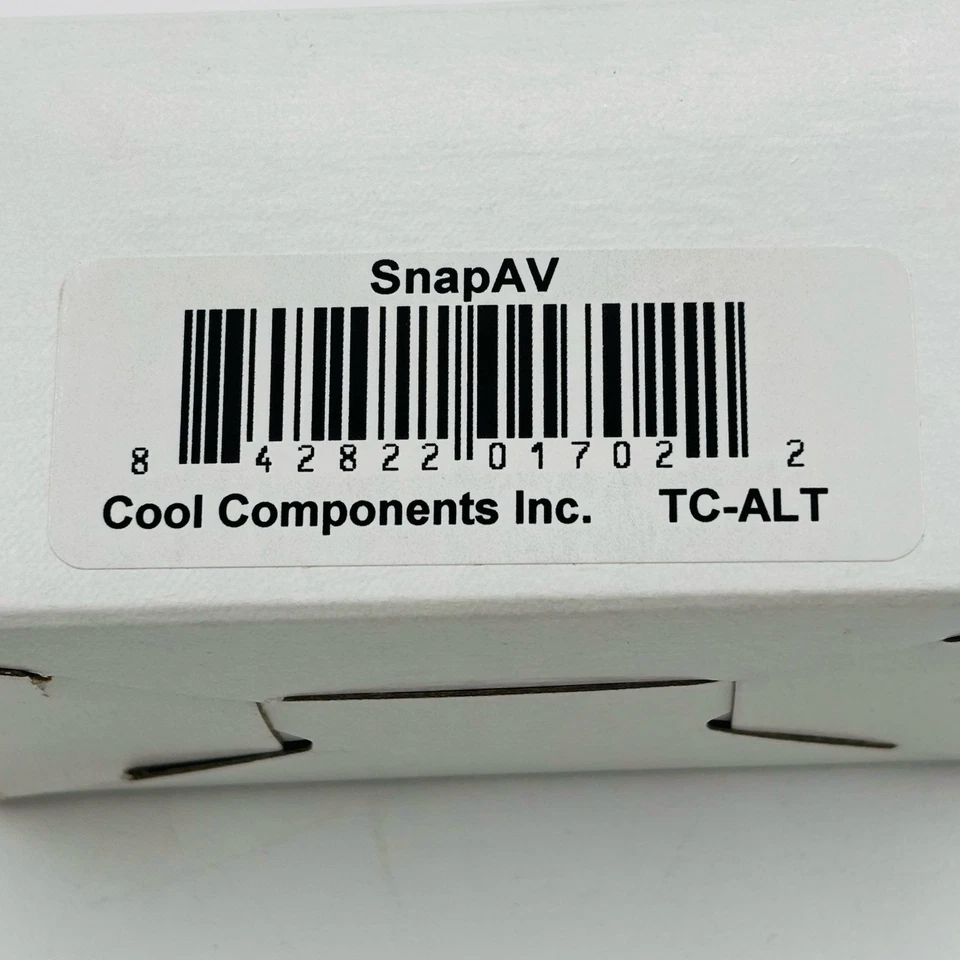 SnapAV
8 42822 01702 2
Cool Components Inc. TC-ALT